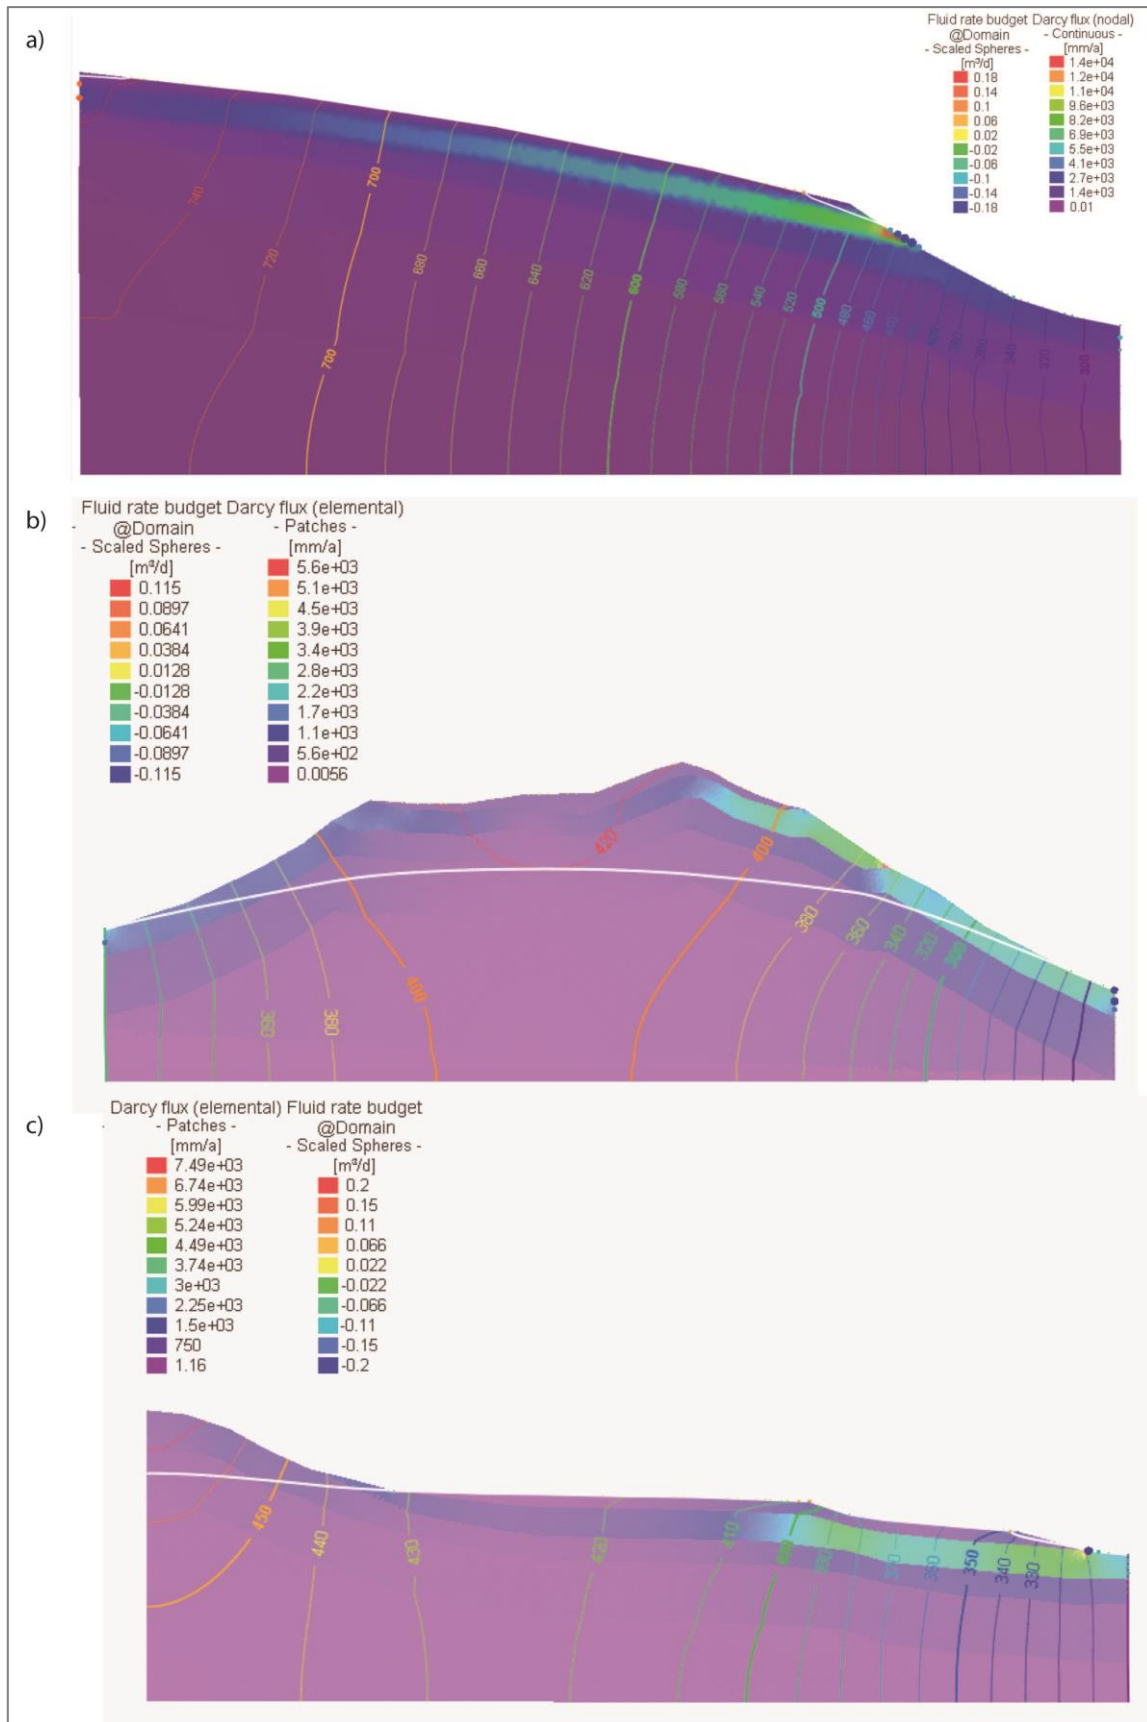 a)
Fluid rate budget Darcy flux (nodal)
@Domain - Continuous -
- Scaled Spheres - [mm/a]
[m³/d] 1.4e+04
0.18 1.2e+04
0.14 1.1e+04
0.1 9.6e+03
0.06 8.2e+03
0.02 6.9e+03
-0.02 5.5e+03
-0.06 4.1e+03
-0.1 2.7e+03
-0.14 1.4e+03
-0.18 0.01
740
720
700
700
680
660
640
620
600
580
560
540
520
500
480
460
400
380
360
340
320
300
b)
Fluid rate budget Darcy flux (elemental)
- @Domain - Patches -
- Scaled Spheres - [mm/a]
[m³/d] 5.6e+03
0.115 5.1e+03
0.0897 4.5e+03
0.0641 3.9e+03
0.0384 3.4e+03
0.0128 2.8e+03
-0.0128 2.2e+03
-0.0384 1.7e+03
-0.0641 1.1e+03
-0.0897 5.6e+02
-0.115 0.0056
420
400
380
360
340
320
300
360
380
400
c)
Darcy flux (elemental) Fluid rate budget
- - Patches - @Domain
[mm/a] - Scaled Spheres -
7.49e+03 [m³/d]
6.74e+03 0.2
5.99e+03 0.15
5.24e+03 0.11
4.49e+03 0.066
3.74e+03 0.022
3e+03 -0.022
2.25e+03 -0.066
1.5e+03 -0.11
750 -0.15
1.16 -0.2
450
440
430
420
410
360
350
340
330